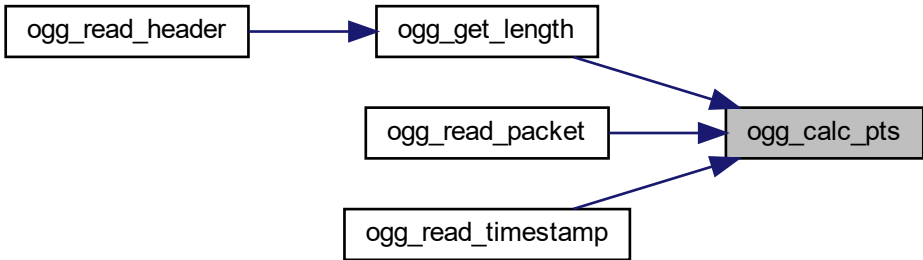 ogg_read_header
ogg_get_length
ogg_read_packet
ogg_calc_pts
ogg_read_timestamp